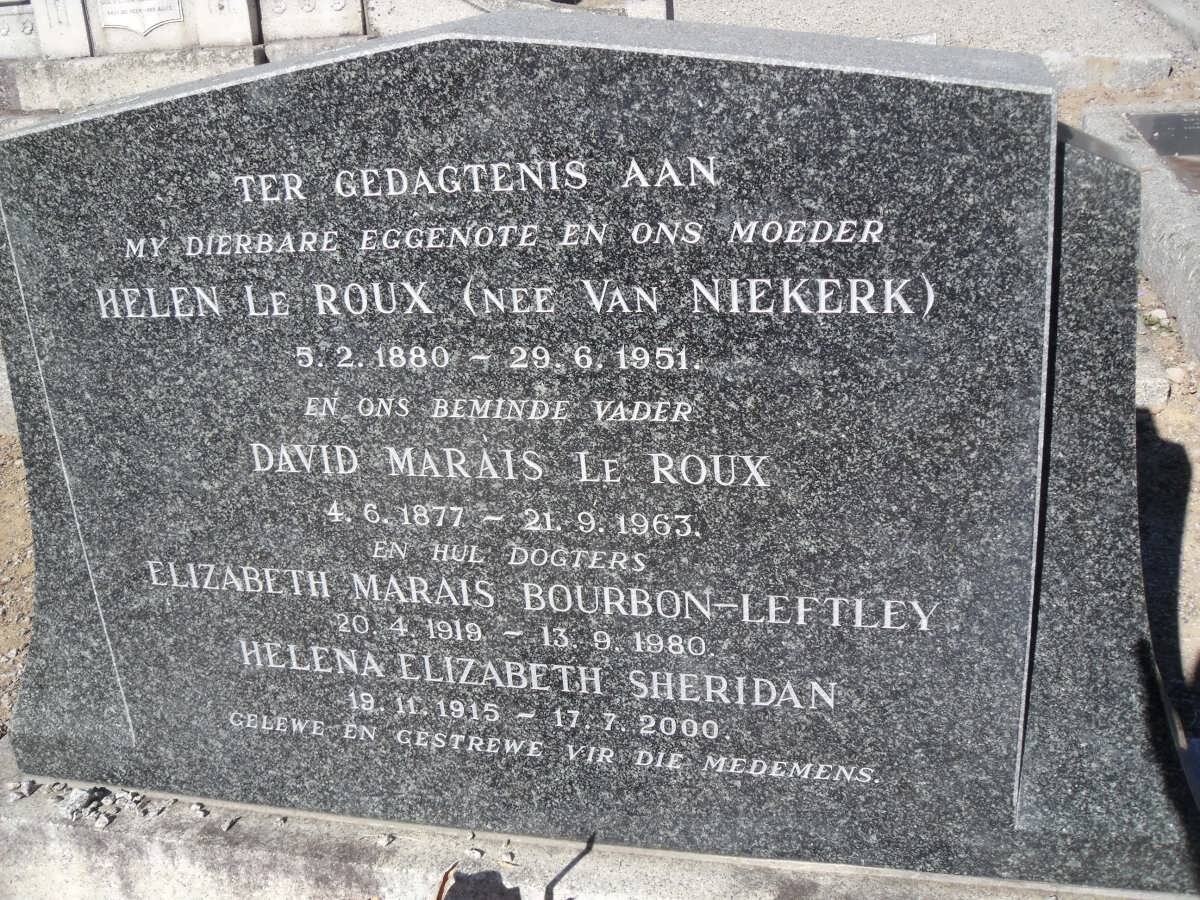 TER GEDAGTENIS AAN
MY DIERBARE EGGENOTE EN ONS MOEDER
HELEN LE ROUX (NEE VAN NIEKERK)
5.2.1880 – 29.6.1951.
EN ONS BEMINDE VADER
DAVID MARAIS LE ROUX
4.6.1877 – 21.9.1963.
EN HUL DOGTERS
ELIZABETH MARAIS BOURBON-LEFTLEY
20.4.1919 – 13.9.1980.
HELENA ELIZABETH SHERIDAN
19.11.1915 – 17.7.2000.
GELEWE EN GESTREWE VIR DIE MEDEMENS.